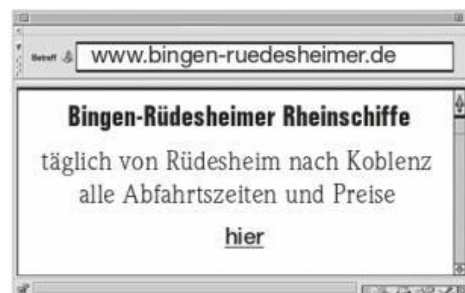 Betreff www.bingen-ruedesheimer.de
Bingen-Rüdesheimer Rheinschiffe
täglich von Rüdesheim nach Koblenz
alle Abfahrtszeiten und Preise
hier